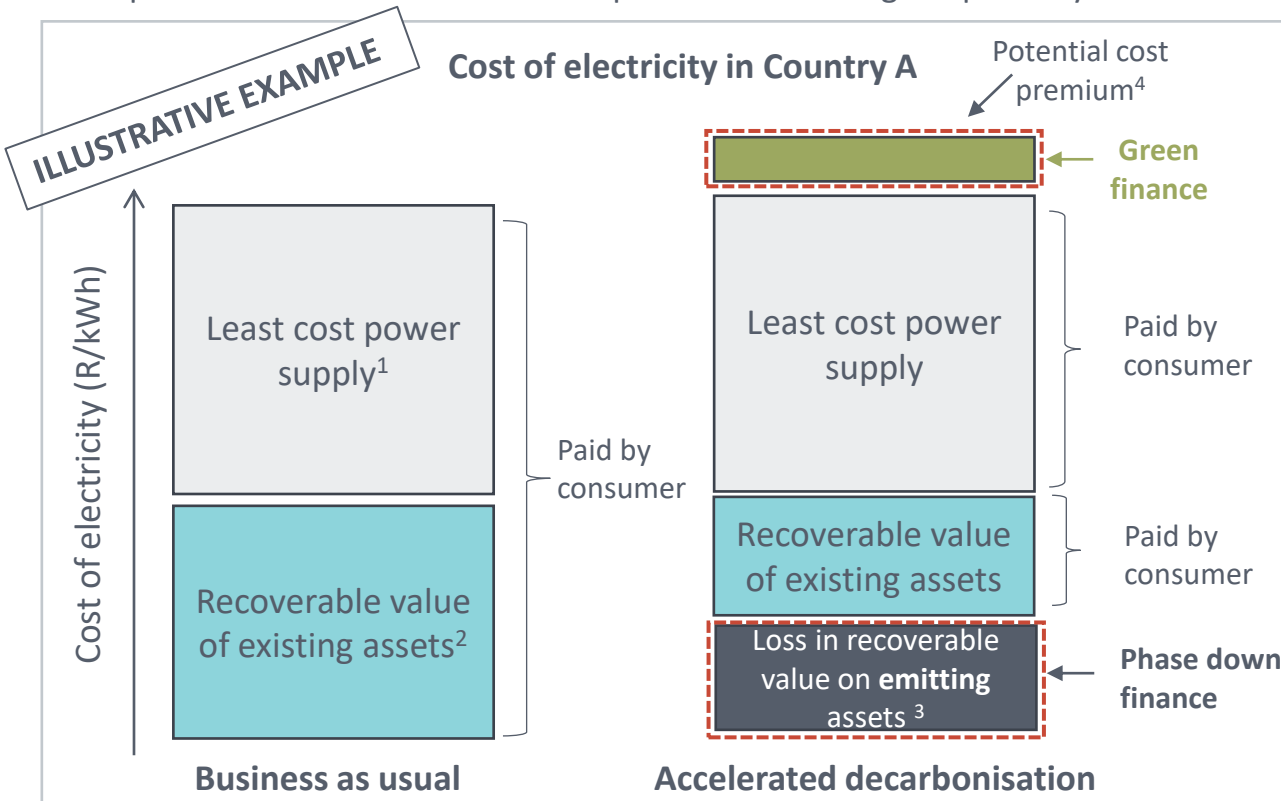 ILLUSTRATIVE EXAMPLE
Cost of electricity in Country A
Potential cost
premium4
Green
finance
Cost of electricity (R/kWh)
Least cost power
supply1
Paid by
consumer
Recoverable value
of existing assets2
Business as usual
Least cost power
supply
Paid by
consumer
Recoverable value
of existing assets
Paid by
consumer
Loss in recoverable
value on emitting
assets 3
Phase down
finance
Accelerated decarbonisation